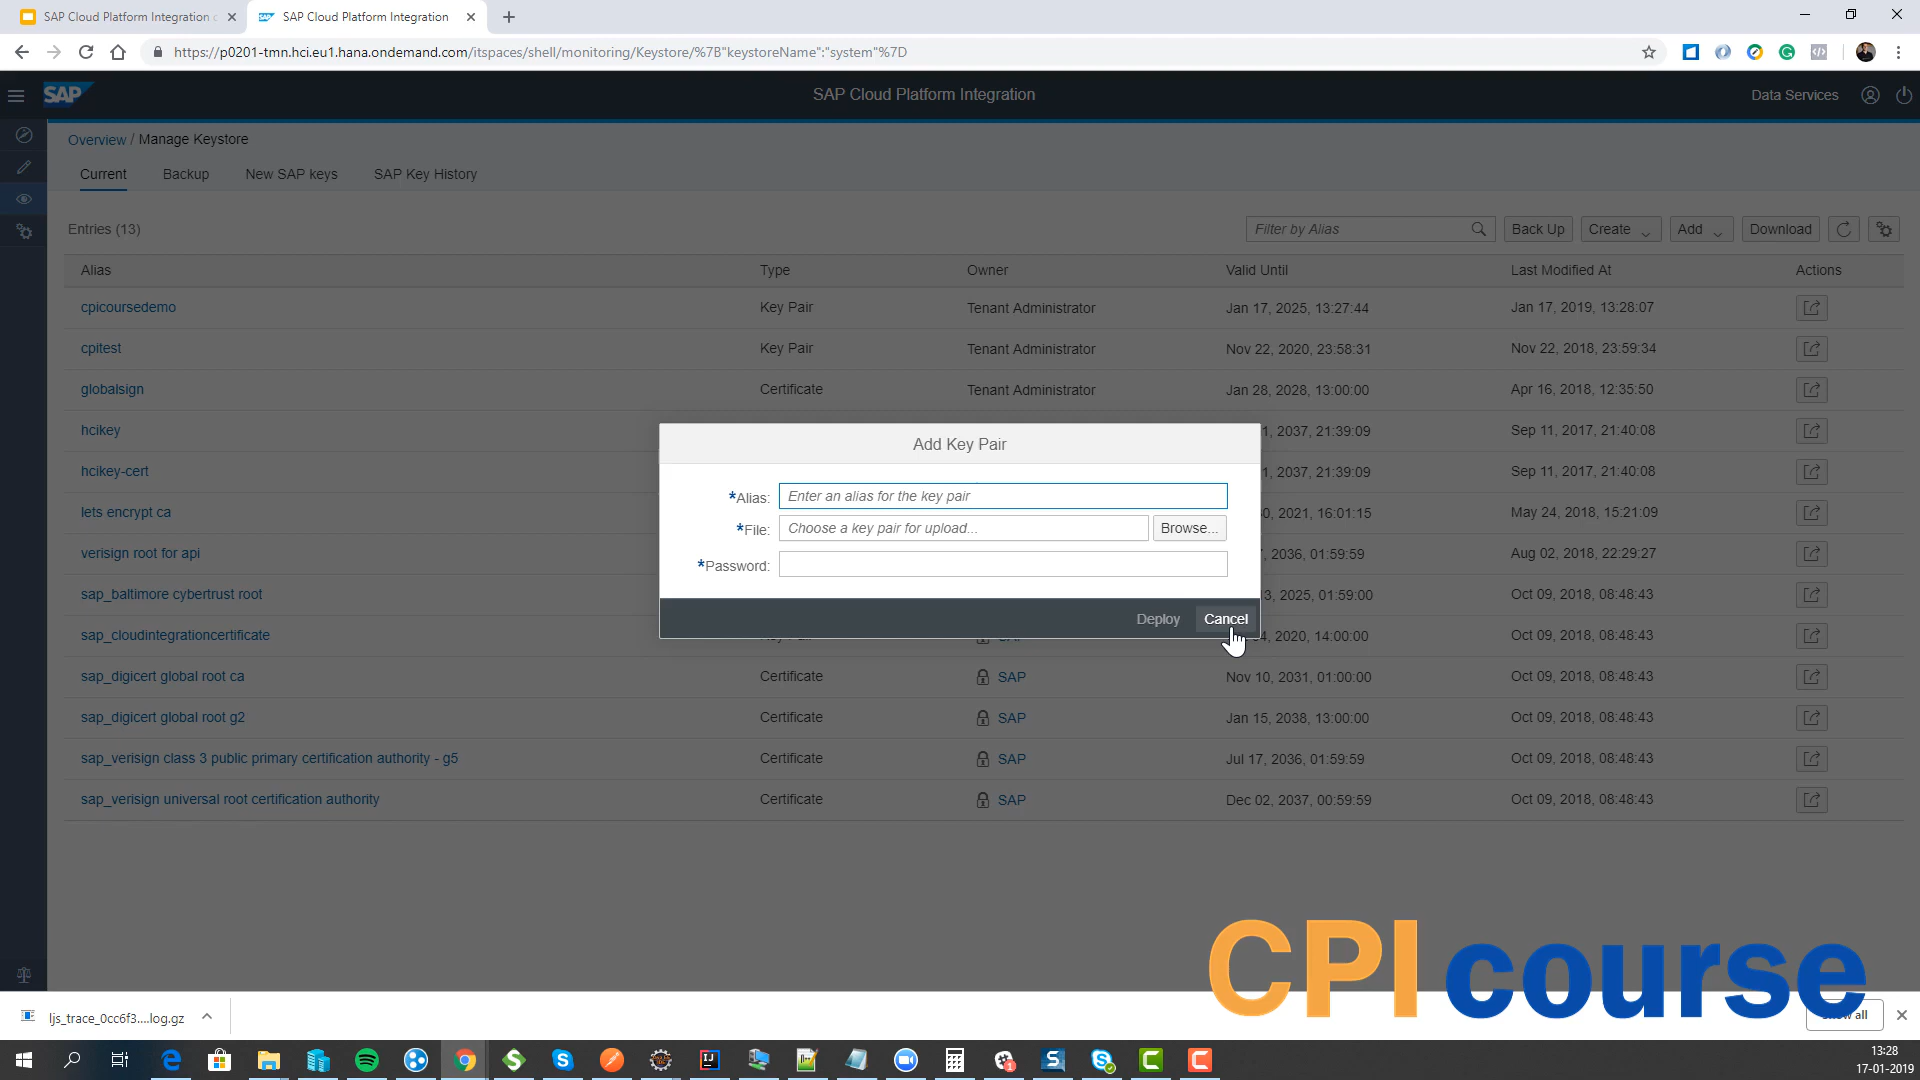 SAP Cloud Platform Integration
SAP Cloud Platform Integration
https://p0201-tmn.hci.eu1.hana.ondemand.com/itspaces/shell/monitoring/Keystore/%7B"keystoreName":"system"%7D
SAP
SAP Cloud Platform Integration
Data Services
Overview / Manage Keystore
Current
Backup
New SAP keys
SAP Key History
Entries (13)
Filter by Alias
Back Up
Create
Add
Download
Alias Type Owner Valid Until Last Modified At Actions
cpicoursedemo Key Pair Tenant Administrator Jan 17, 2025, 13:27:44 Jan 17, 2019, 13:28:07
cpitest Key Pair Tenant Administrator Nov 22, 2020, 23:58:31 Nov 22, 2018, 23:59:34
globalsign Certificate Tenant Administrator Jan 28, 2028, 13:00:00 Apr 16, 2018, 12:35:50
hcikey 1, 2037, 21:39:09 Sep 11, 2017, 21:40:08
hcikey-cert 1, 2037, 21:39:09 Sep 11, 2017, 21:40:08
lets encrypt ca 0, 2021, 16:01:15 May 24, 2018, 15:21:09
verisign root for api 2036, 01:59:59 Aug 02, 2018, 22:29:27
sap_baltimore cybertrust root 3, 2025, 01:59:00 Oct 09, 2018, 08:48:43
sap_cloudintegrationcertificate 4, 2020, 14:00:00 Oct 09, 2018, 08:48:43
sap_digicert global root ca Certificate SAP Nov 10, 2031, 01:00:00 Oct 09, 2018, 08:48:43
sap_digicert global root g2 Certificate SAP Jan 15, 2038, 13:00:00 Oct 09, 2018, 08:48:43
sap_verisign class 3 public primary certification authority - g5 Certificate SAP Jul 17, 2036, 01:59:59 Oct 09, 2018, 08:48:43
sap_verisign universal root certification authority Certificate SAP Dec 02, 2037, 00:59:59 Oct 09, 2018, 08:48:43
Add Key Pair
*Alias: Enter an alias for the key pair
*File: Choose a key pair for upload... Browse...
*Password:
Deploy Cancel
CPI course
ljs_trace_0cc6f3....log.gz
all
13:28
17-01-2019